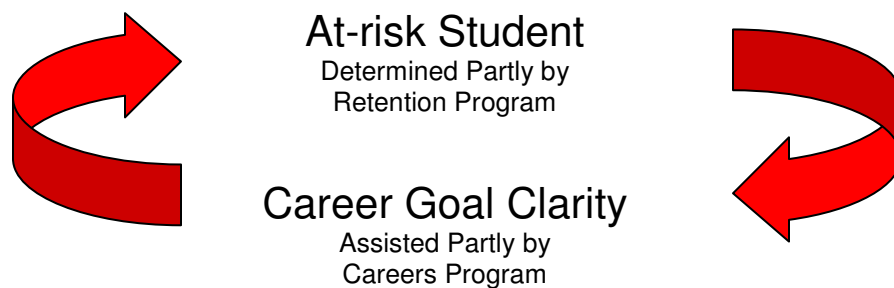 At-risk Student
Determined Partly by
Retention Program
Career Goal Clarity
Assisted Partly by
Careers Program